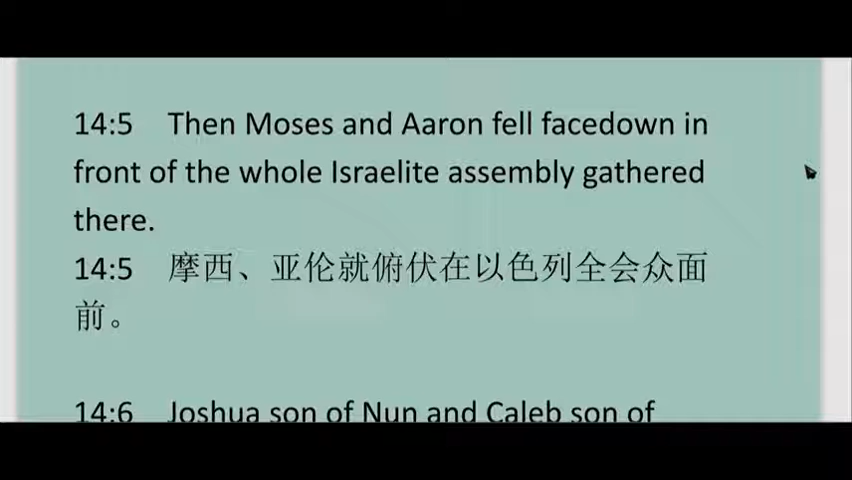 14:5 Then Moses and Aaron fell facedown in
front of the whole Israelite assembly gathered
there.
14:5 摩西、亚伦就俯伏在以色列全会众面
前。
14:6 Joshua son of Nun and Caleb son of